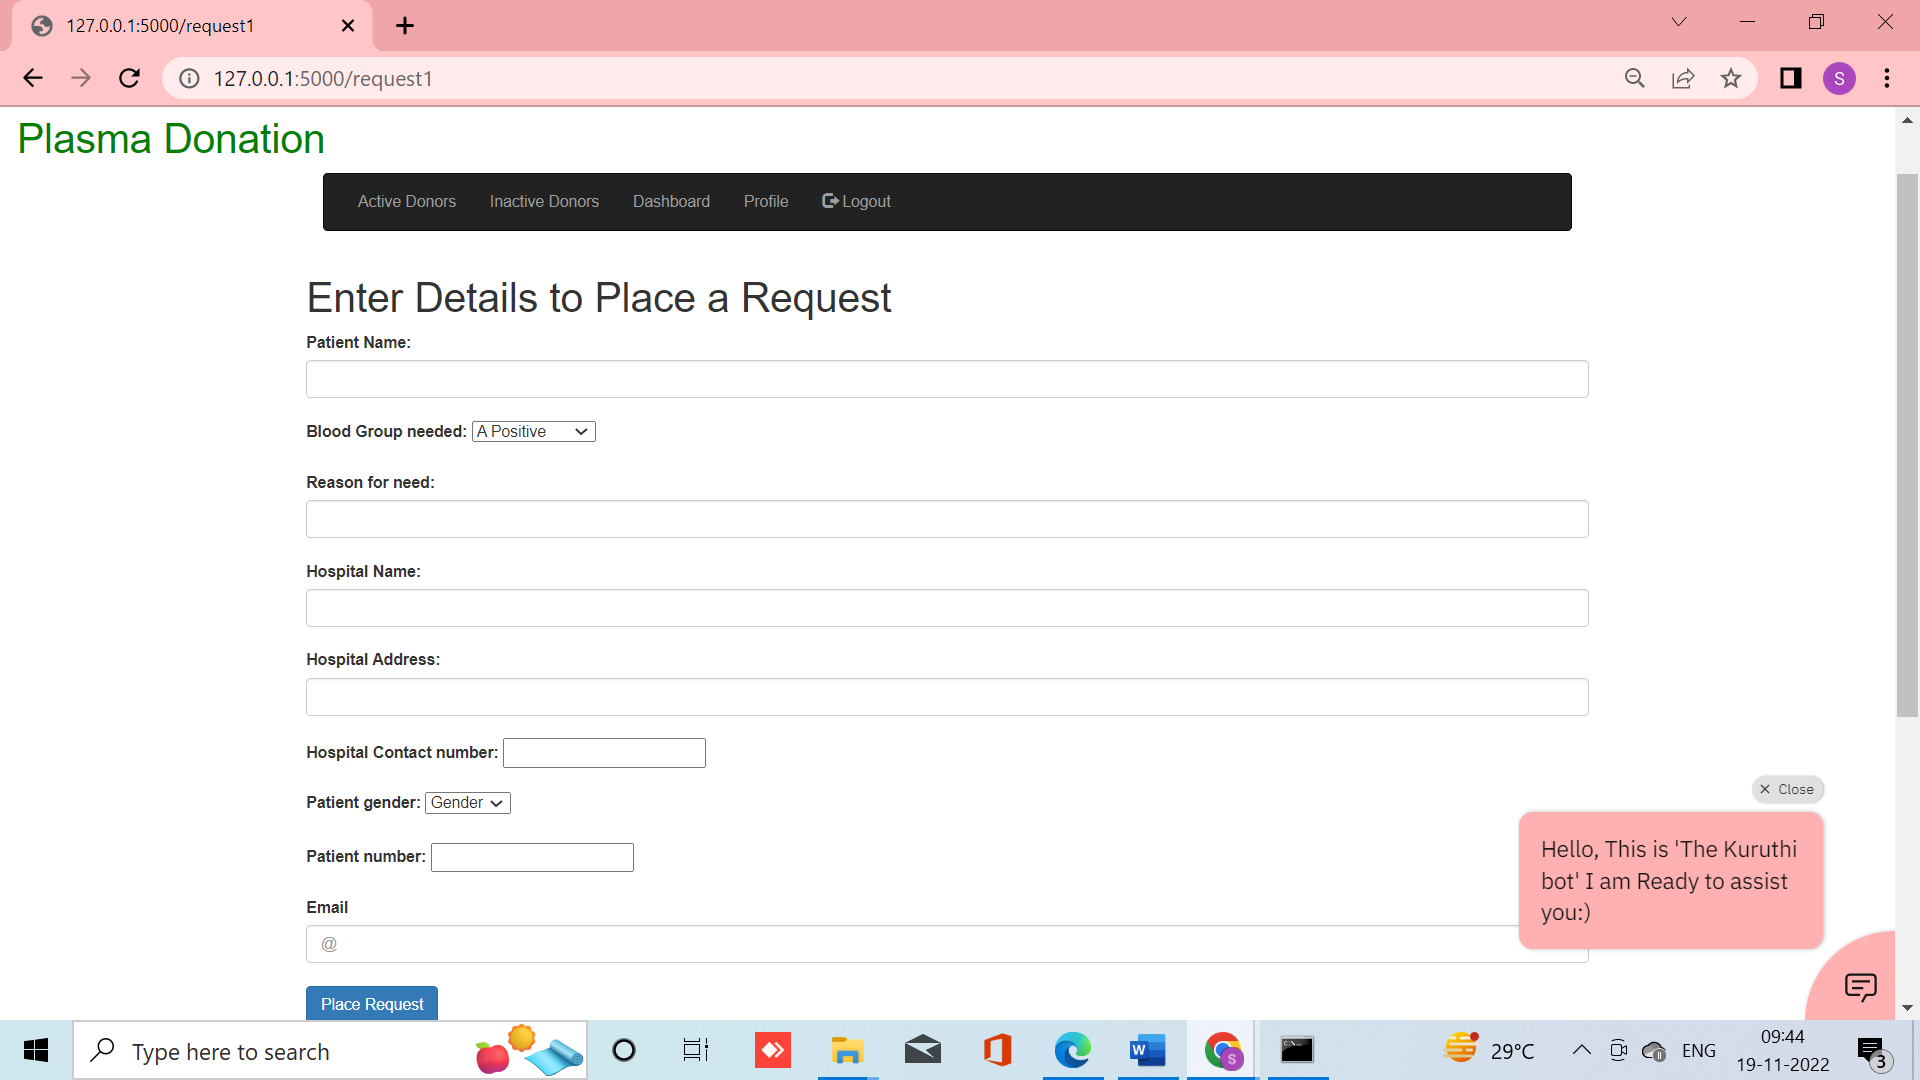 127.0.0.1:5000/request1
127.0.0.1:5000/request1
S
Plasma Donation
Active Donors Inactive Donors Dashboard Profile Logout
Enter Details to Place a Request
Patient Name:
Blood Group needed: A Positive
Reason for need:
Hospital Name:
Hospital Address:
Hospital Contact number:
Patient gender: Gender
Patient number:
Email
@
Place Request
× Close
Hello, This is 'The Kuruthi
bot' I am Ready to assist
you:)
Type here to search
W
S
29°C
ENG
09:44
19-11-2022
3